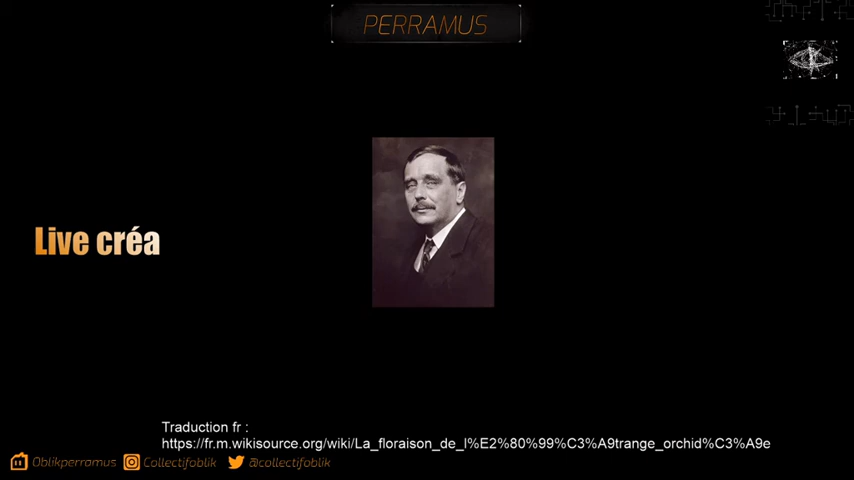 PERRAMUS
Live créa
Traduction fr :
https://fr.m.wikisource.org/wiki/La_floraison_de_l%E2%80%99%C3%A9trange_orchid%C3%A9e
Oblikperramus Collectifoblik @collectifoblik